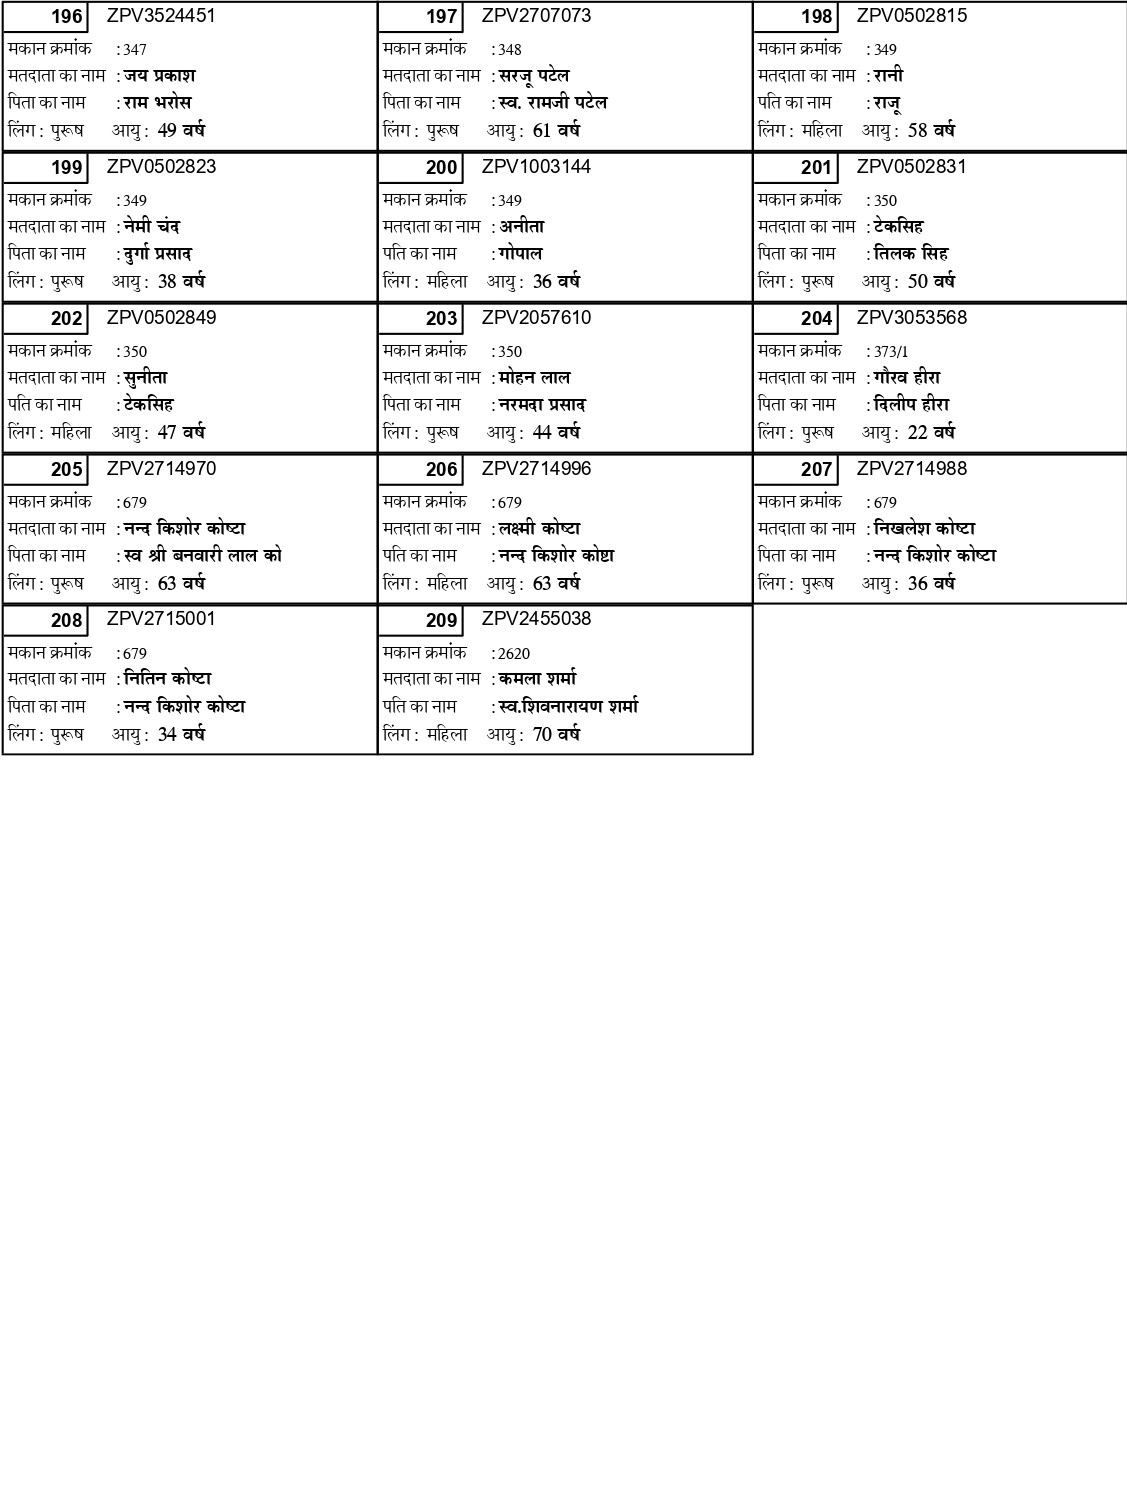 196 ZPV3524451
मकान क्रमांक : 347
मतदाता का नाम : जय प्रकाश
पिता का नाम : राम भरोस
लिंग : पुरूष आयु : 49 वर्ष
197 ZPV2707073
मकान क्रमांक : 348
मतदाता का नाम : सरजू पटेल
पिता का नाम : स्व. रामजी पटेल
लिंग : पुरूष आयु : 61 वर्ष
198 ZPV0502815
मकान क्रमांक : 349
मतदाता का नाम : रानी
पति का नाम : राजू
लिंग : महिला आयु : 58 वर्ष
199 ZPV0502823
मकान क्रमांक : 349
मतदाता का नाम : नेमी चंद
पिता का नाम : दुर्गा प्रसाद
लिंग : पुरूष आयु : 38 वर्ष
200 ZPV1003144
मकान क्रमांक : 349
मतदाता का नाम : अनीता
पति का नाम : गोपाल
लिंग : महिला आयु : 36 वर्ष
201 ZPV0502831
मकान क्रमांक : 350
मतदाता का नाम : टेकसिह
पिता का नाम : तिलक सिह
लिंग : पुरूष आयु : 50 वर्ष
202 ZPV0502849
मकान क्रमांक : 350
मतदाता का नाम : सुनीता
पति का नाम : टेकसिह
लिंग : महिला आयु : 47 वर्ष
203 ZPV2057610
मकान क्रमांक : 350
मतदाता का नाम : मोहन लाल
पिता का नाम : नरमदा प्रसाद
लिंग : पुरूष आयु : 44 वर्ष
204 ZPV3053568
मकान क्रमांक : 373/1
मतदाता का नाम : गौरव हीरा
पिता का नाम : दिलीप हीरा
लिंग : पुरूष आयु : 22 वर्ष
205 ZPV2714970
मकान क्रमांक : 679
मतदाता का नाम : नन्द किशोर कोष्टा
पिता का नाम : स्व श्री बनवारी लाल को
लिंग : पुरूष आयु : 63 वर्ष
206 ZPV2714996
मकान क्रमांक : 679
मतदाता का नाम : लक्ष्मी कोष्टा
पति का नाम : नन्द किशोर कोष्टा
लिंग : महिला आयु : 63 वर्ष
207 ZPV2714988
मकान क्रमांक : 679
मतदाता का नाम : निखलेश कोष्टा
पिता का नाम : नन्द किशोर कोष्टा
लिंग : पुरूष आयु : 36 वर्ष
208 ZPV2715001
मकान क्रमांक : 679
मतदाता का नाम : नितिन कोष्टा
पिता का नाम : नन्द किशोर कोष्टा
लिंग : पुरूष आयु : 34 वर्ष
209 ZPV2455038
मकान क्रमांक : 2620
मतदाता का नाम : कमला शर्मा
पति का नाम : स्व.शिवनारायण शर्मा
लिंग : महिला आयु : 70 वर्ष